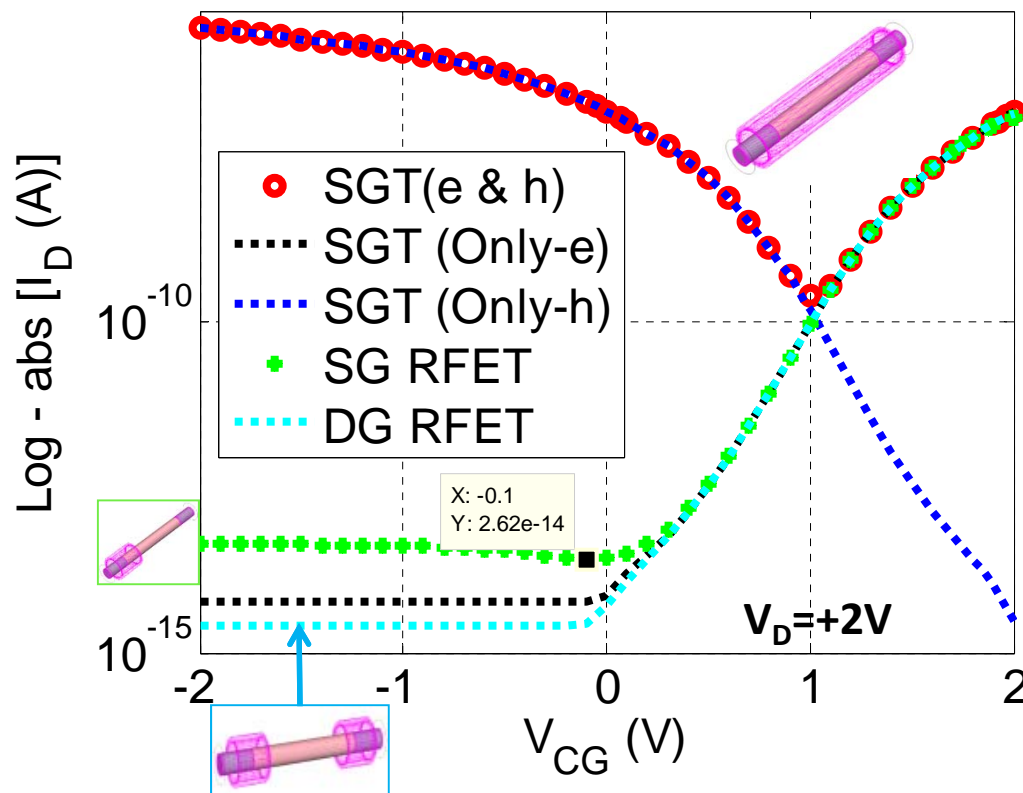 Log - abs [I_D (A)]
10^-10
10^-15
SGT(e & h)
SGT (Only-e)
SGT (Only-h)
SG RFET
DG RFET
X: -0.1
Y: 2.62e-14
V_D=+2V
-2 -1 0 1 2
V_CG (V)